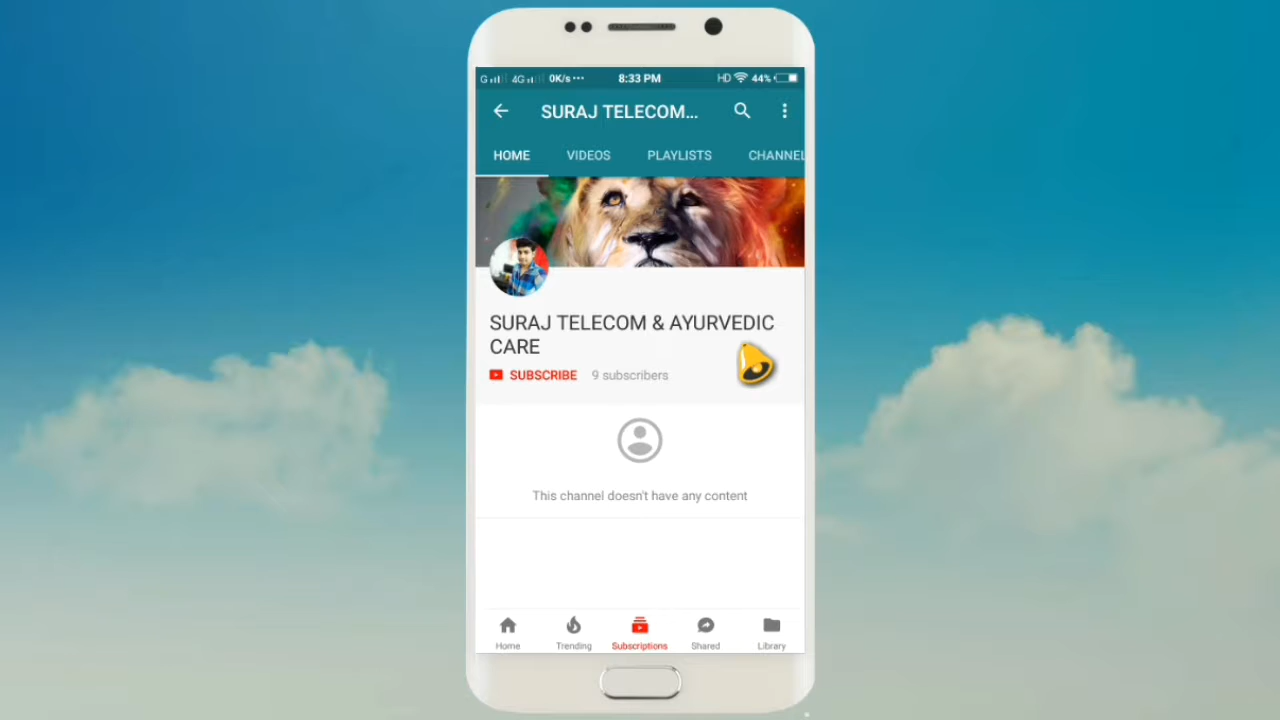 G 4G 0K/s ··· 8:33 PM HD 44%
SURAJ TELECOM...
HOME VIDEOS PLAYLISTS CHANNEL
SURAJ TELECOM & AYURVEDIC
CARE
SUBSCRIBE 9 subscribers
This channel doesn't have any content
Home Trending Subscriptions Shared Library